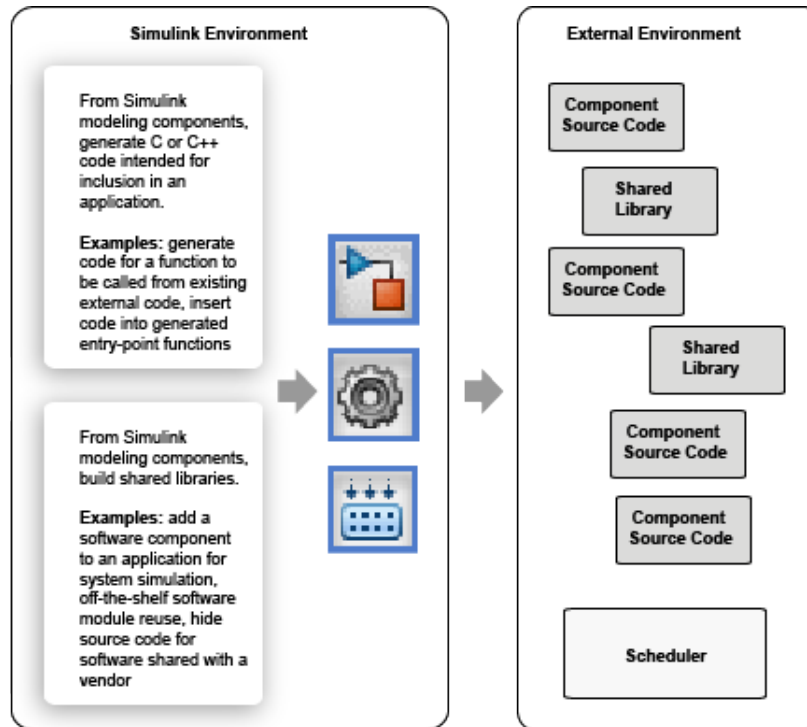 Simulink Environment
From Simulink
modeling components,
generate C or C++
code intended for
inclusion in an
application.
Examples: generate
code for a function to
be called from existing
external code, insert
code into generated
entry-point functions
From Simulink
modeling components,
build shared libraries.
Examples: add a
software component
to an application for
system simulation,
off-the-shelf software
module reuse, hide
source code for
software shared with a
vendor
External Environment
Component
Source Code
Shared
Library
Component
Source Code
Shared
Library
Component
Source Code
Component
Source Code
Scheduler